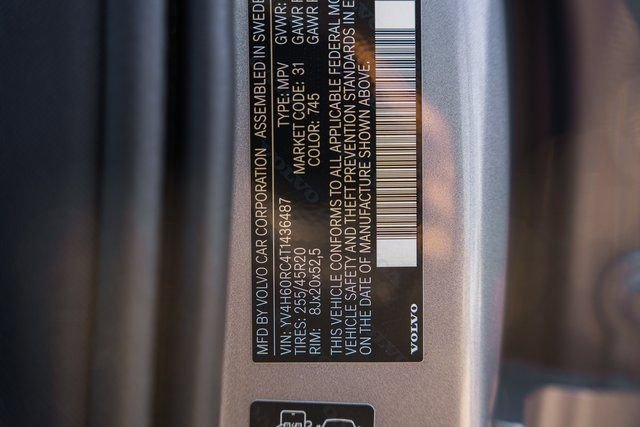 MFD BY VOLVO CAR CORPORATION ASSEMBLED IN SWEDE
VIN: YV4H60RC4T1436487 TYPE: MPV GVWR:
TIRES: 255/45R20 MARKET CODE: 31 GAWR F
RIM: 8Jx20x52,5 COLOR: 745 GAWR R
THIS VEHICLE CONFORMS TO ALL APPLICABLE FEDERAL MO
VEHICLE SAFETY AND THEFT PREVENTION STANDARDS IN E
ON THE DATE OF MANUFACTURE SHOWN ABOVE.
VOLVO